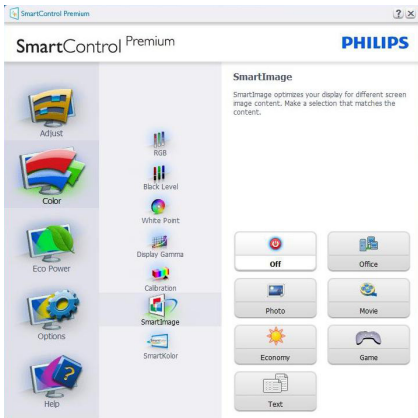 SmartControl Premium
SmartControl Premium
PHILIPS
Adjust
Color
Eco Power
Options
Help
RGB
Black Level
White Point
Display Gamma
Calibration
SmartImage
SmartKolor
SmartImage
SmartImage optimizes your display for different screen
image content. Make a selection that matches the
content.
Off
Office
Photo
Movie
Economy
Game
Text